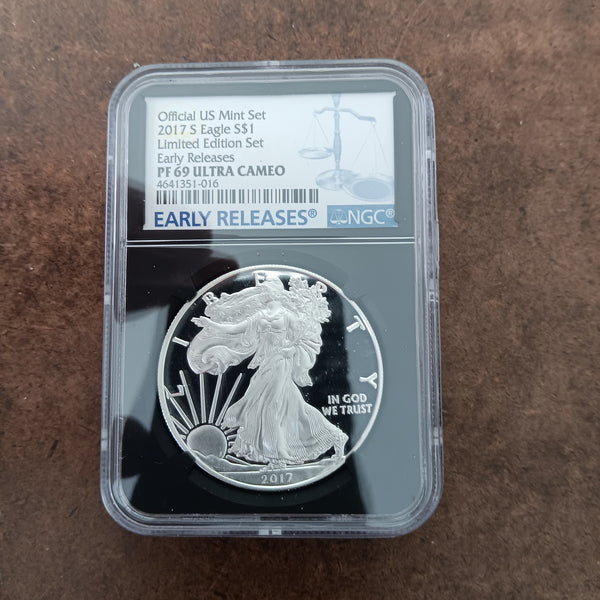 Official US Mint Set
2017 S Eagle S$1
Limited Edition Set
Early Releases
PF 69 ULTRA CAMEO
4641351-016
EARLY RELEASES®
NGC®
LIBERTY
IN GOD
WE TRUST
2017